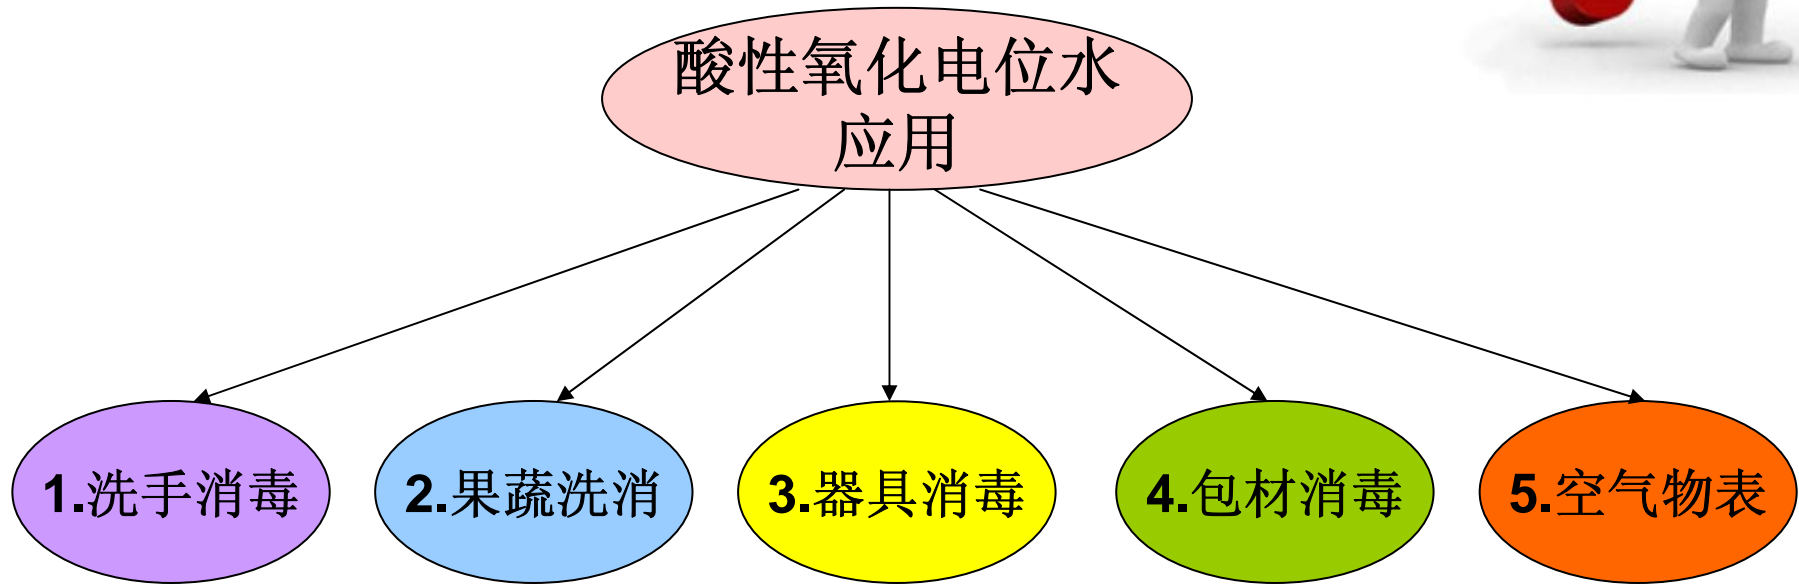 酸性氧化电位水
应用
1.洗手消毒
2.果蔬洗消
3.器具消毒
4.包材消毒
5.空气物表